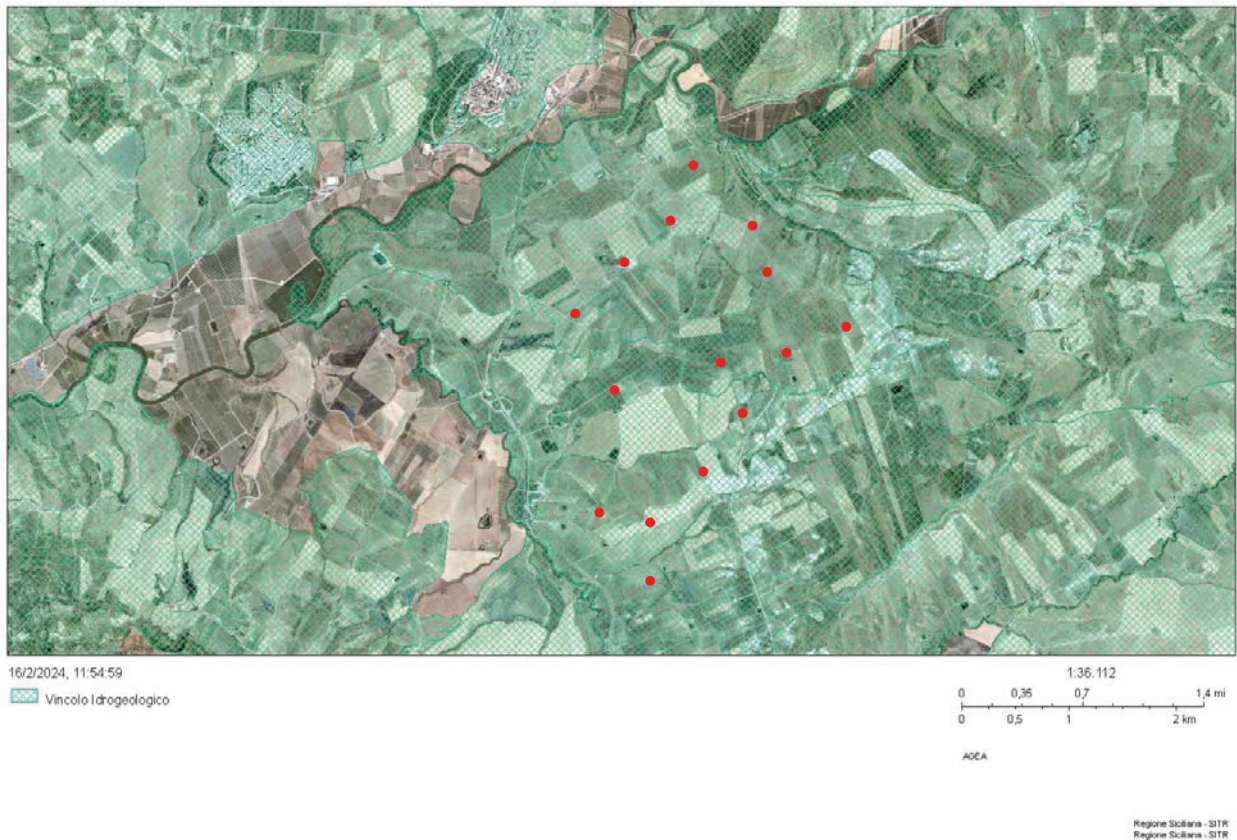 16/2/2024, 11:54:59
Vincolo Idrogeologico
1:36.112
0 0,35 0,7 1,4 mi
0 0,5 1 2 km
AGEA
Regione Siciliana - SITR
Regione Siciliana - SITR